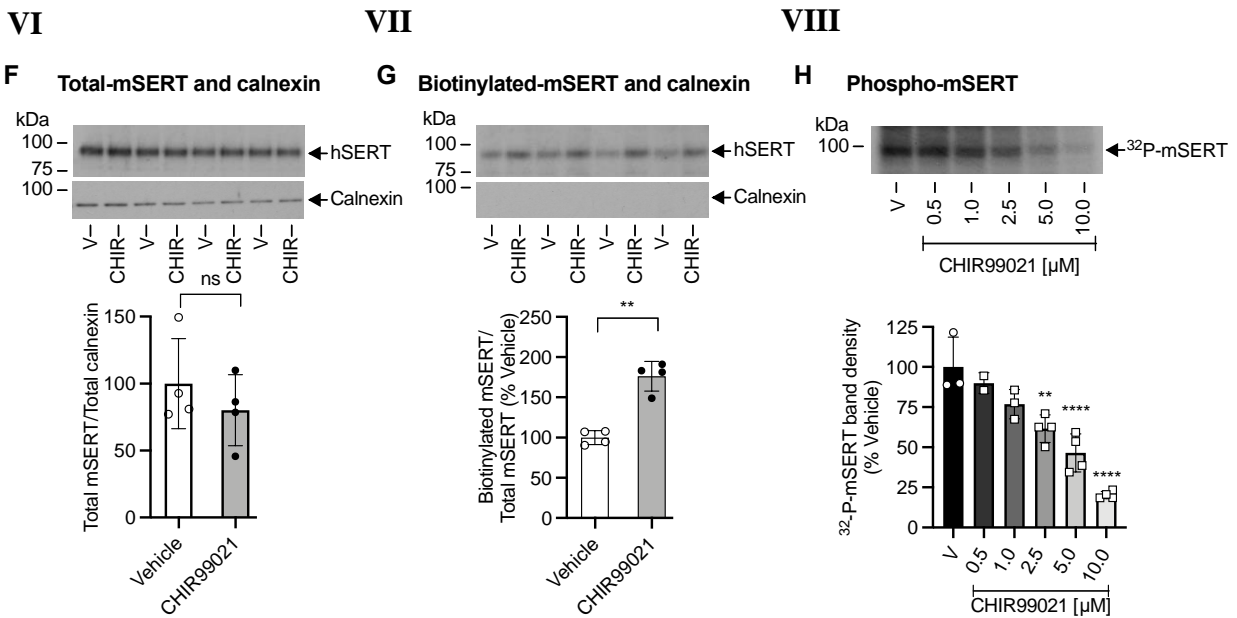 VI
VII
VIII
F Total-mSERT and calnexin
kDa
100
75
100
hSERT
Calnexin
V
CHIR
V
CHIR
V
CHIR
V
CHIR
ns
Total mSERT/Total calnexin
150
100
50
0
Vehicle
CHIR99021
G Biotinylated-mSERT and calnexin
kDa
100
75
100
hSERT
Calnexin
V
CHIR
V
CHIR
V
CHIR
V
CHIR
**
Biotinylated mSERT/
Total mSERT (% Vehicle)
250
200
150
100
50
0
Vehicle
CHIR99021
H Phospho-mSERT
kDa
100
32P-mSERT
V
0.5
1.0
2.5
5.0
10.0
CHIR99021 [µM]
32-P-mSERT band density
(% Vehicle)
125
100
75
50
25
0
**
****
****
V
0.5
1.0
2.5
5.0
10.0
CHIR99021 [µM]